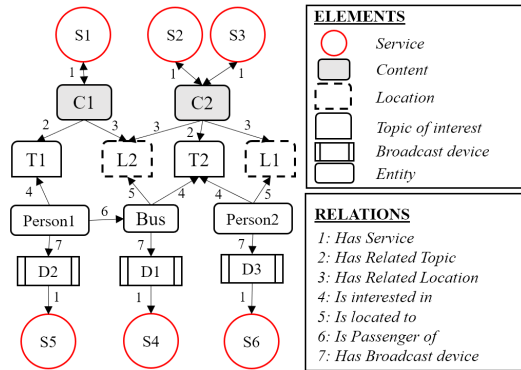 S1
S2
S3
1
1
1
C1
C2
2
3
3
2
3
T1
L2
T2
L1
4
5
4
4
5
Person1
6
Bus
Person2
7
7
7
D2
D1
D3
1
1
1
S5
S4
S6
ELEMENTS
Service
Content
Location
Topic of interest
Broadcast device
Entity
RELATIONS
1: Has Service
2: Has Related Topic
3: Has Related Location
4: Is interested in
5: Is located to
6: Is Passenger of
7: Has Broadcast device